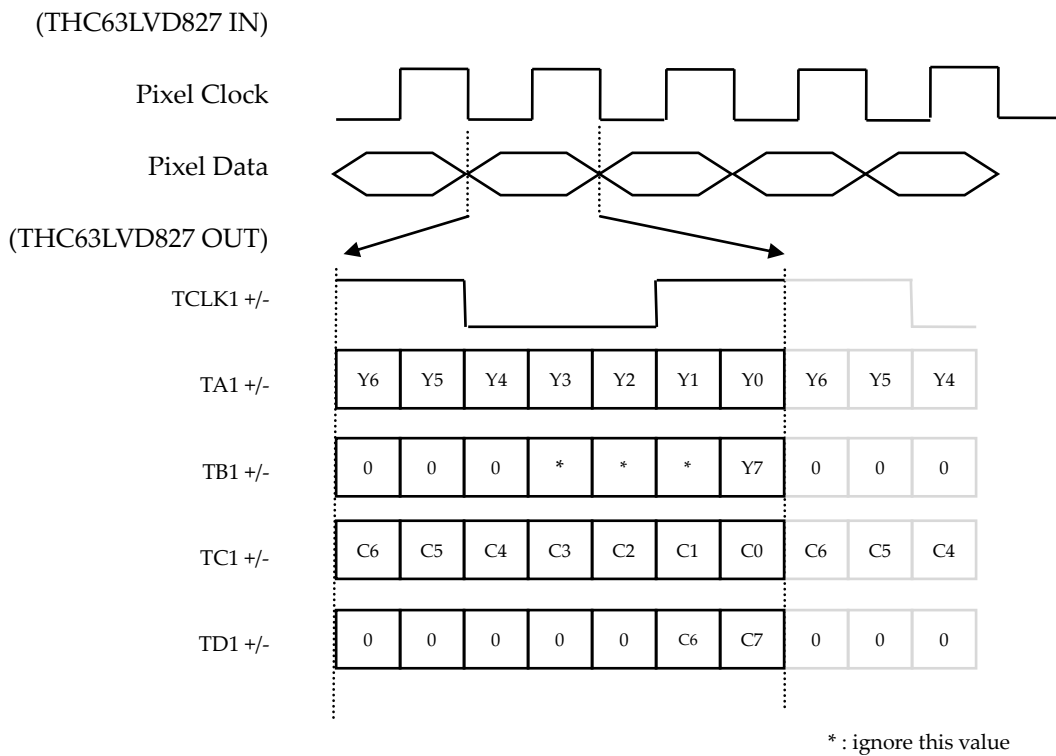 (THC63LVD827 IN)
Pixel Clock
Pixel Data
(THC63LVD827 OUT)
TCLK1 +/-
TA1 +/- Y6 Y5 Y4 Y3 Y2 Y1 Y0 Y6 Y5 Y4
TB1 +/- 0 0 0 * * * Y7 0 0 0
TC1 +/- C6 C5 C4 C3 C2 C1 C0 C6 C5 C4
TD1 +/- 0 0 0 0 0 C6 C7 0 0 0
* : ignore this value